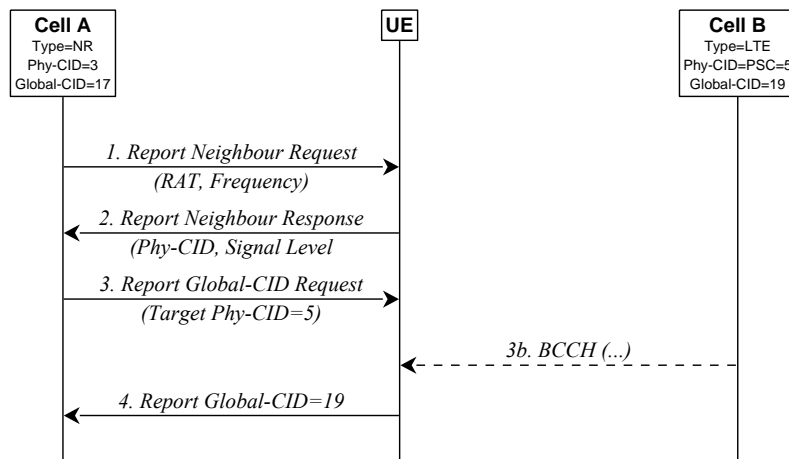 Cell A
Type=NR
Phy-CID=3
Global-CID=17
UE
Cell B
Type=LTE
Phy-CID=PSC=5
Global-CID=19
1. Report Neighbour Request
(RAT, Frequency)
2. Report Neighbour Response
(Phy-CID, Signal Level
3. Report Global-CID Request
(Target Phy-CID=5)
3b. BCCH (...)
4. Report Global-CID=19